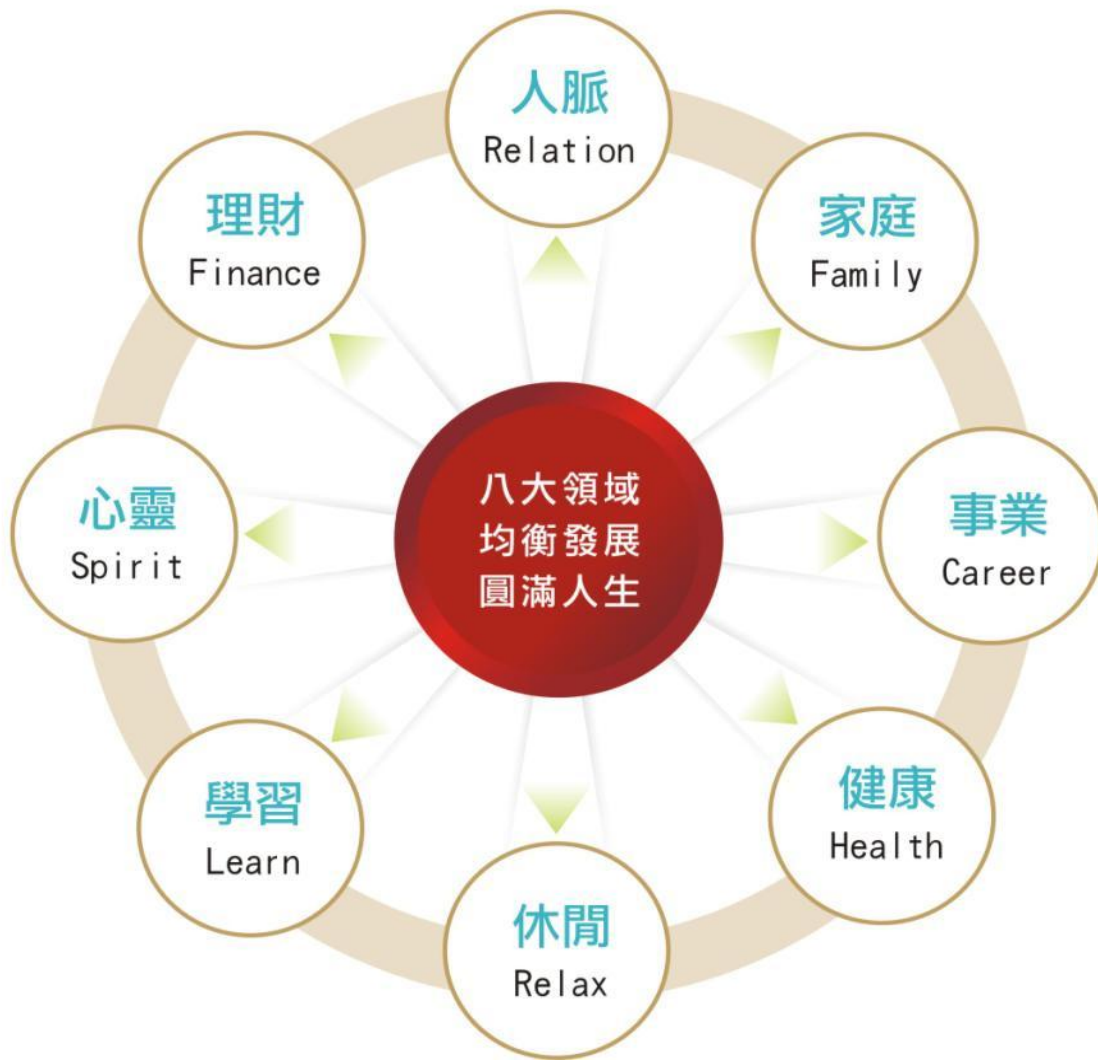 人脈
Relation
家庭
Family
事業
Career
健康
Health
休閒
Relax
學習
Learn
心靈
Spirit
理財
Finance
八大領域
均衡發展
圓滿人生